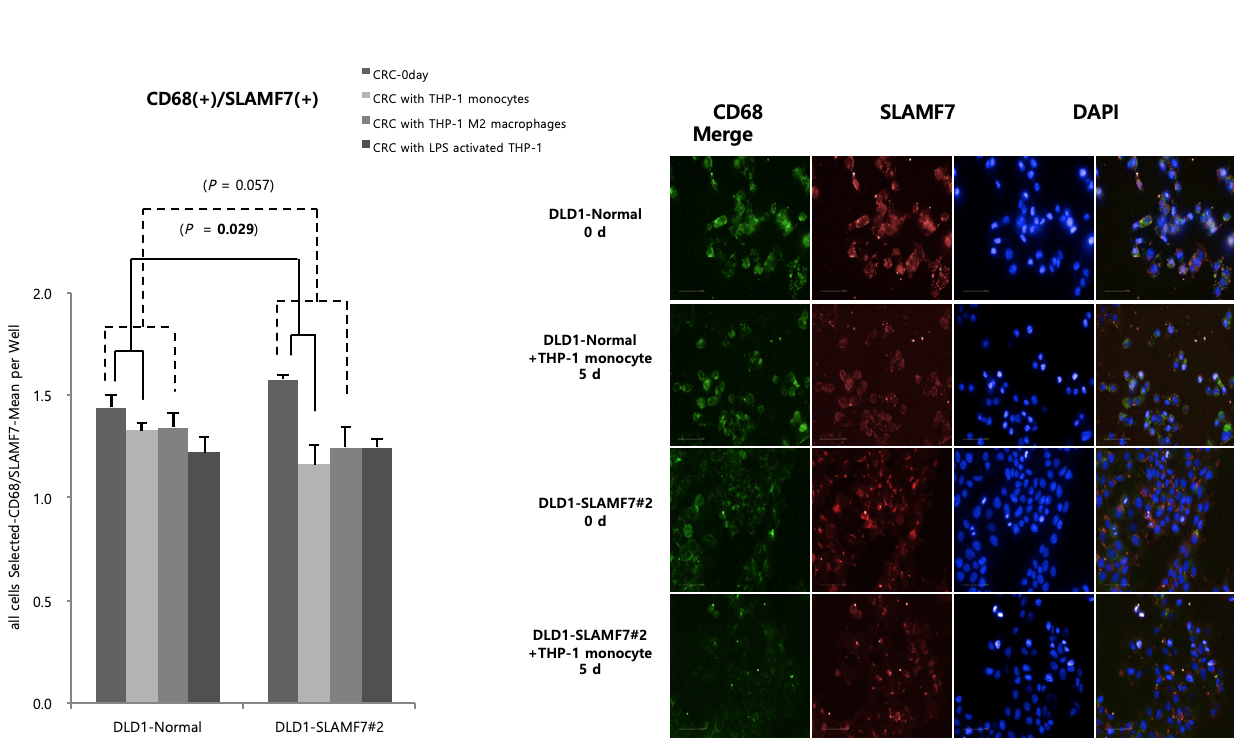 CD68(+)/SLAMF7(+)
CRC-0day
CRC with THP-1 monocytes
CRC with THP-1 M2 macrophages
CRC with LPS activated THP-1
(P = 0.057)
(P = 0.029)
all cells Selected-CD68/SLAMF7-Mean per Well
2.0
1.5
1.0
0.5
0.0
DLD1-Normal
DLD1-SLAMF7#2
CD68
SLAMF7
DAPI
Merge
DLD1-Normal
0 d
DLD1-Normal
+THP-1 monocyte
5 d
DLD1-SLAMF7#2
0 d
DLD1-SLAMF7#2
+THP-1 monocyte
5 d